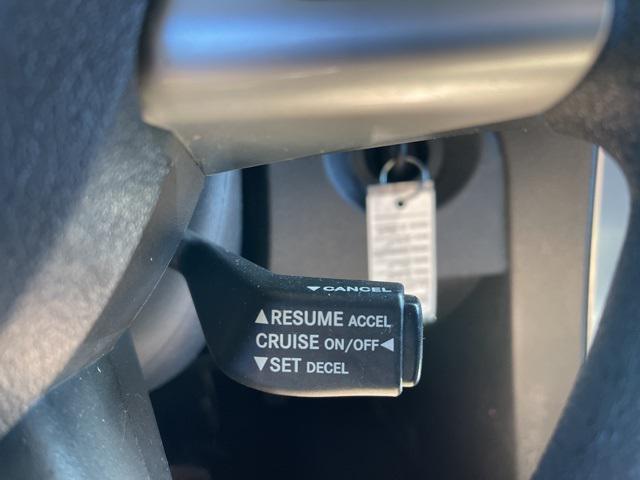 ▼CANCEL
▲RESUME ACCEL
CRUISE ON/OFF◀
▼SET DECEL